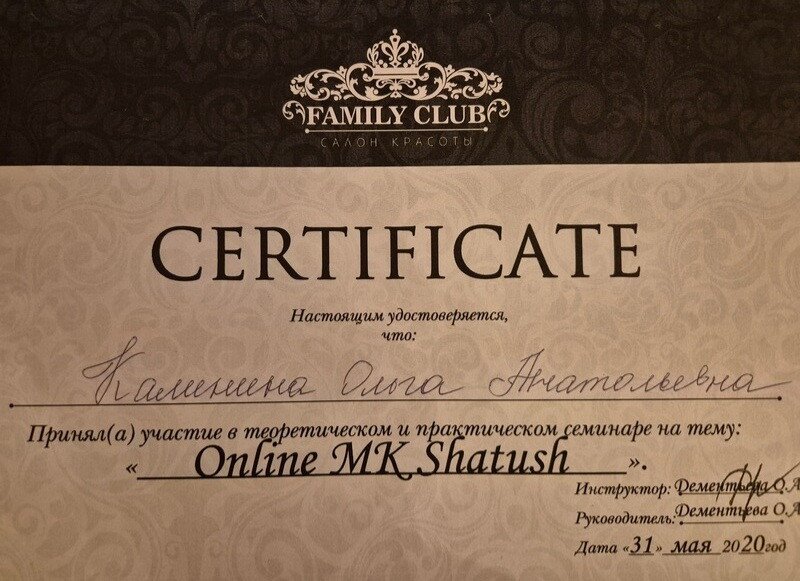 FAMILY CLUB
САЛОН КРАСОТЫ
CERTIFICATE
Настоящим удостоверяется,
что:
Калинина Ольга Анатольевна
Принял(а) участие в теоретическом и практическом семинаре на тему:
« Online MK Shatush ».
Инструктор: Дементьева О.А
Руководитель: Дементьева О.А
Дата «31» мая 2020 год